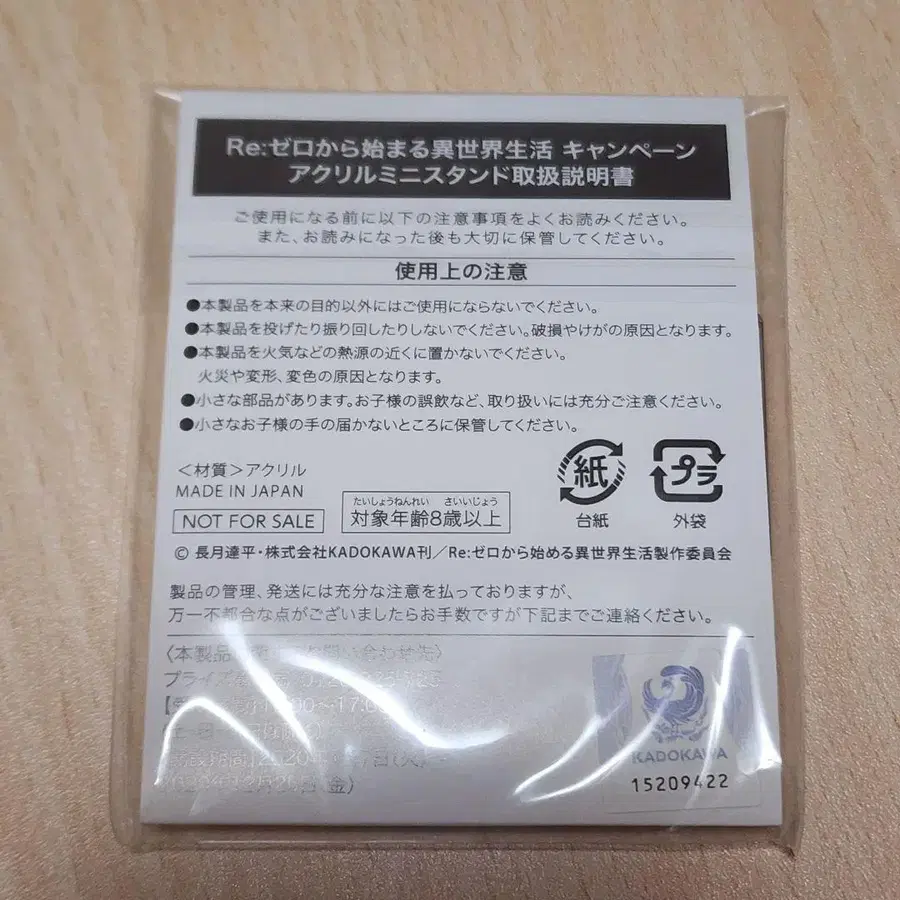 Re:ゼロから始まる異世界生活 キャンペーン
アクリルミニスタンド取扱説明書
ご使用になる前に以下の注意事項をよくお読みください。
また、お読みになった後も大切に保管してください。
使用上の注意
●本製品を本来の目的以外にはご使用にならないでください。
●本製品を投げたり振り回したりしないでください。破損やけがの原因となります。
●本製品を火気などの熱源の近くに置かないでください。
火災や変形、変色の原因となります。
●小さな部品があります。お子様の誤飲など、取り扱いには充分ご注意ください。
●小さなお子様の手の届かないところに保管してください。
＜材質＞アクリル
MADE IN JAPAN
NOT FOR SALE
たいしょうねんれい さいいじょう
対象年齢8歳以上
紙
台紙
プラ
外袋
© 長月達平・株式会社KADOKAWA刊／Re:ゼロから始める異世界生活製作委員会
製品の管理、発送には充分な注意を払っておりますが、
万一不都合な点がございましたらお手数ですが下記までご連絡ください。
〈本製品 合わせ先〉
プライズ
00〜17:0
(金)
KADOKAWA
15209422